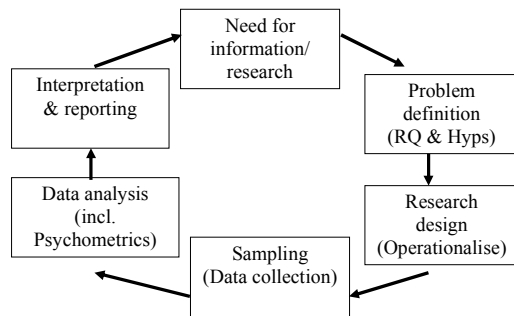 Need for
information/
research
Problem
definition
(RQ & Hyps)
Research
design
(Operationalise)
Sampling
(Data collection)
Data analysis
(incl.
Psychometrics)
Interpretation
& reporting